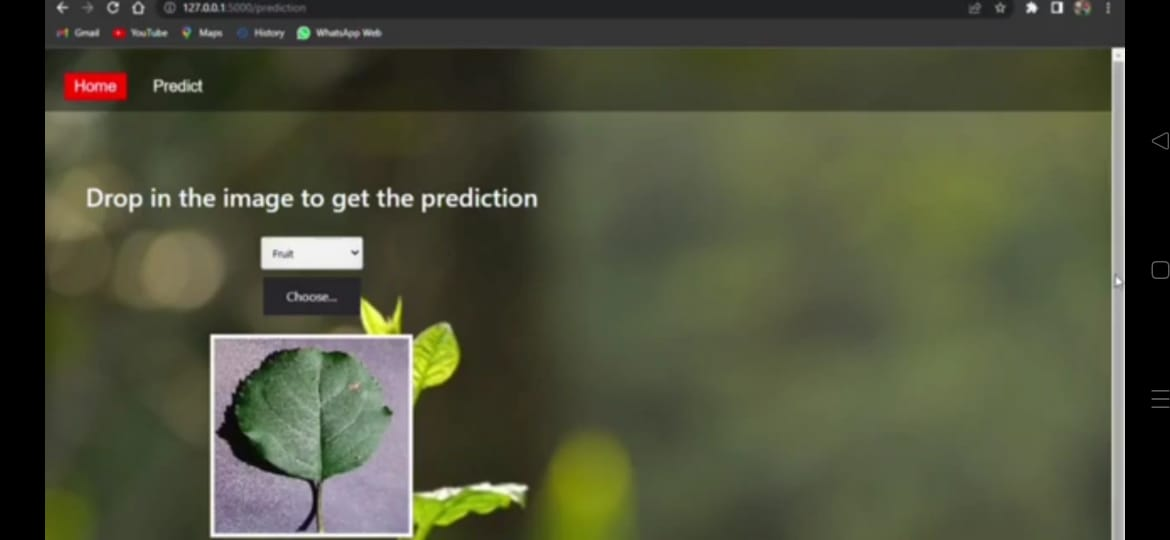 127.0.0.1:5000/prediction
Gmail YouTube Maps History WhatsApp Web
Home Predict
Drop in the image to get the prediction
Fruit
Choose...